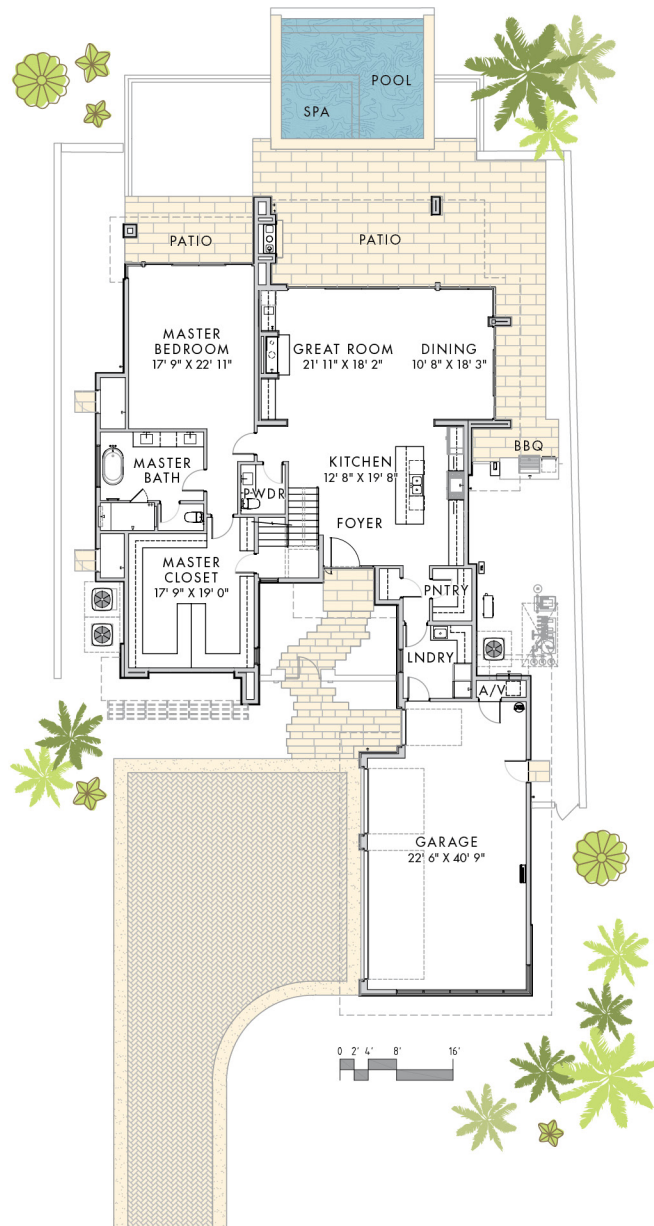 POOL
SPA
PATIO
PATIO
MASTER
BEDROOM
17' 9" X 22' 11"
GREAT ROOM
21' 11" X 18' 2"
DINING
10' 8" X 18' 3"
BBQ
MASTER
BATH
PWDR
KITCHEN
12' 8" X 19' 8"
FOYER
MASTER
CLOSET
17' 9" X 19' 0"
PNTRY
LNDRY
A/V
GARAGE
22' 6" X 40' 9"
0 2' 4' 8' 16'